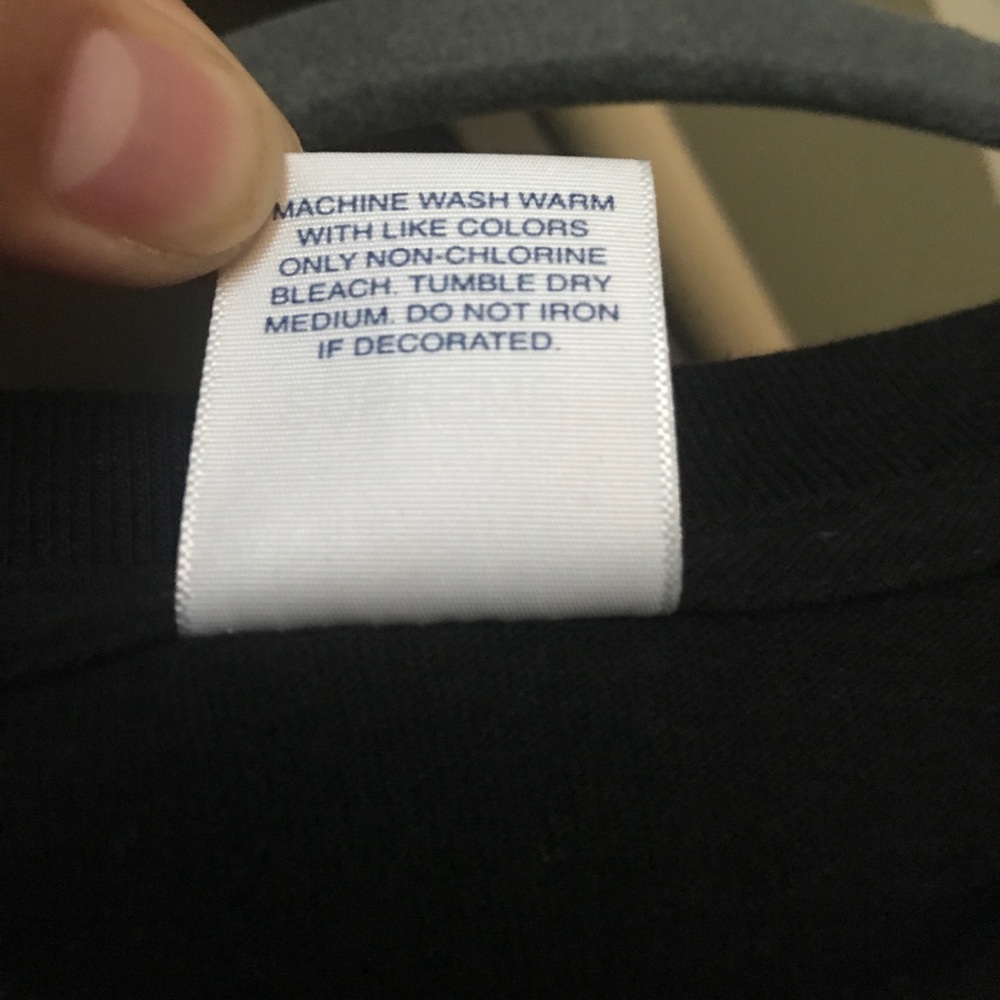 MACHINE WASH WARM
WITH LIKE COLORS
ONLY NON-CHLORINE
BLEACH. TUMBLE DRY
MEDIUM. DO NOT IRON
IF DECORATED.